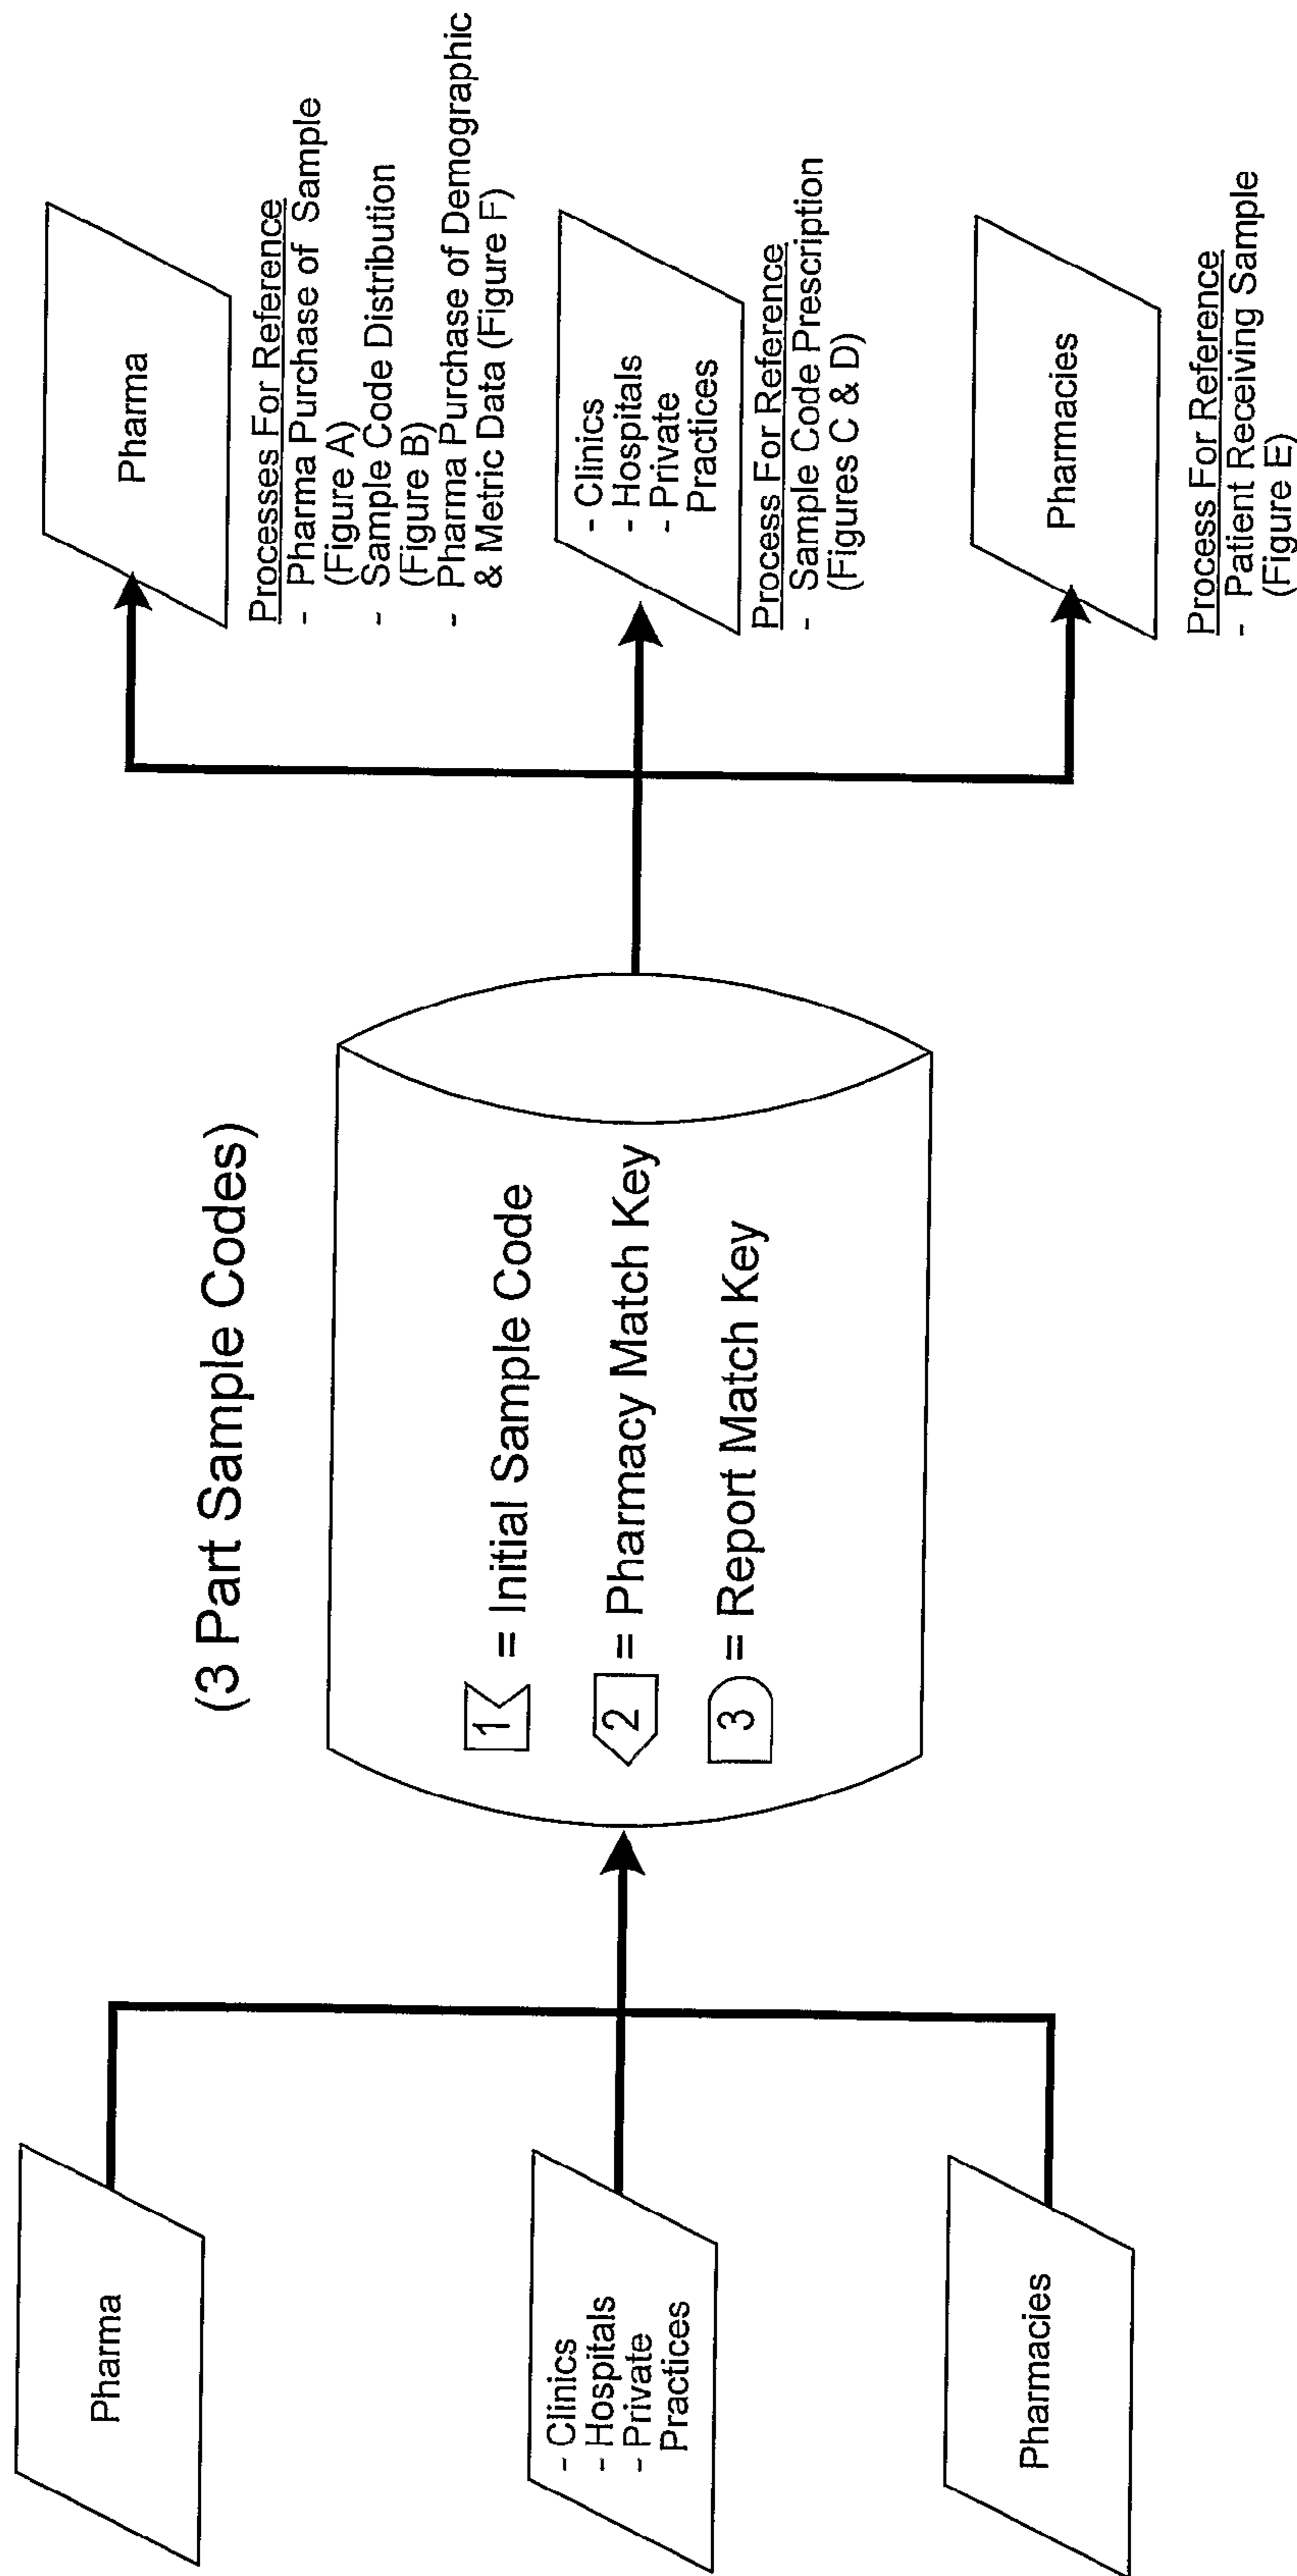 (3 Part Sample Codes)
Pharma
- Clinics
- Hospitals
- Private
Practices
Pharmacies
1 = Initial Sample Code
2 = Pharmacy Match Key
3 = Report Match Key
Pharma
Processes For Reference
- Pharma Purchase of Sample
(Figure A)
- Sample Code Distribution
(Figure B)
- Pharma Purchase of Demographic
& Metric Data (Figure F)
- Clinics
- Hospitals
- Private
Practices
Process For Reference
- Sample Code Prescription
(Figures C & D)
Pharmacies
Process For Reference
- Patient Receiving Sample
(Figure E)